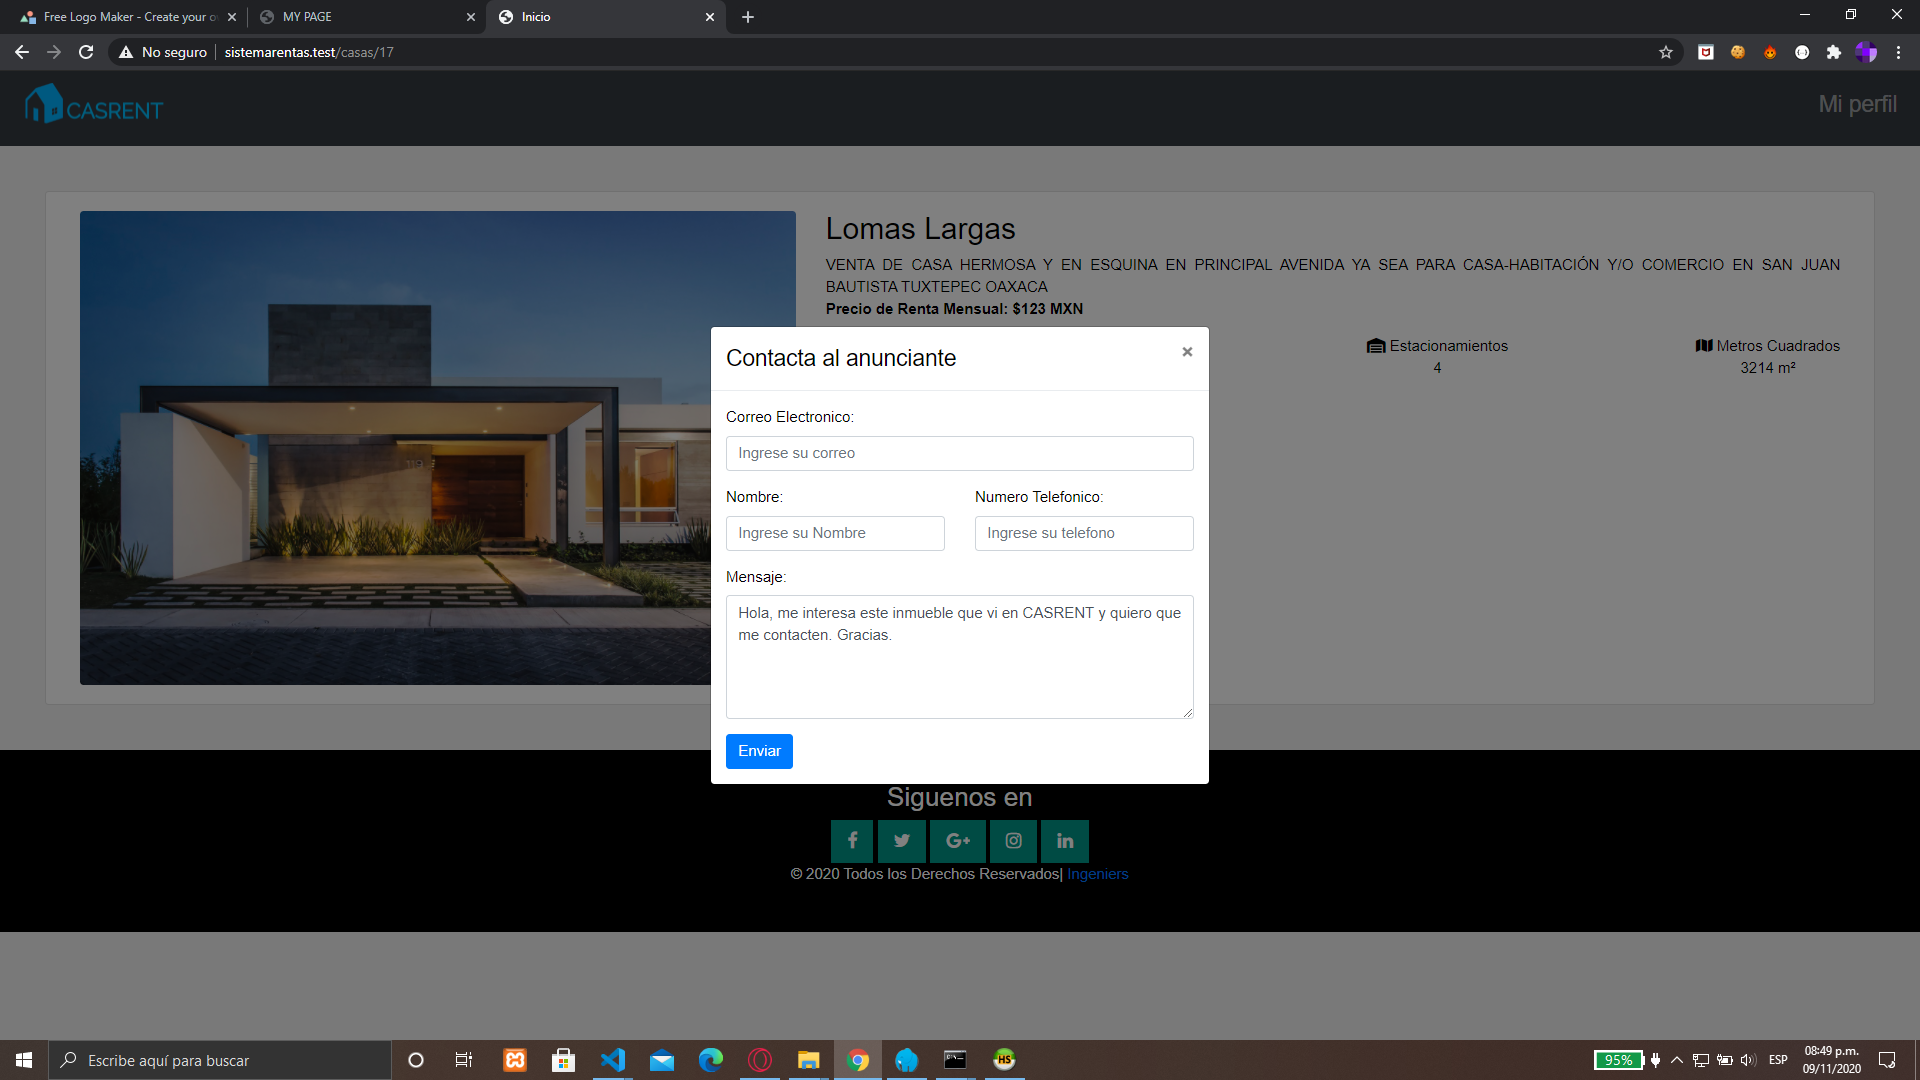 Free Logo Maker - Create your o
MY PAGE
Inicio
No seguro
sistemarentas.test/casas/17
CASRENT
Mi perfil
Lomas Largas
VENTA DE CASA HERMOSA Y EN ESQUINA EN PRINCIPAL AVENIDA YA SEA PARA CASA-HABITACIÓN Y/O COMERCIO EN SAN JUAN
BAUTISTA TUXTEPEC OAXACA
Precio de Renta Mensual: $123 MXN
Estacionamientos
4
Metros Cuadrados
3214 m²
Contacta al anunciante
×
Correo Electronico:
Ingrese su correo
Nombre:
Numero Telefonico:
Ingrese su Nombre
Ingrese su telefono
Mensaje:
Hola, me interesa este inmueble que vi en CASRENT y quiero que
me contacten. Gracias.
Enviar
Siguenos en
© 2020 Todos los Derechos Reservados| Ingeniers
Escribe aquí para buscar
HS
95%
ESP
08:49 p.m.
09/11/2020